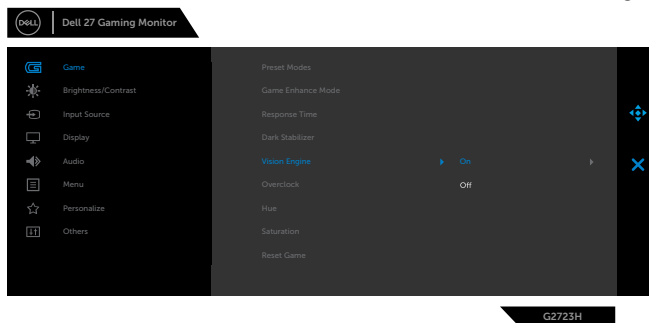 DELL
Dell 27 Gaming Monitor
Game
Brightness/Contrast
Input Source
Display
Audio
Menu
Personalize
Others
Preset Modes
Game Enhance Mode
Response Time
Dark Stabilizer
Vision Engine
Overclock
Hue
Saturation
Reset Game
On
Off
G2723H